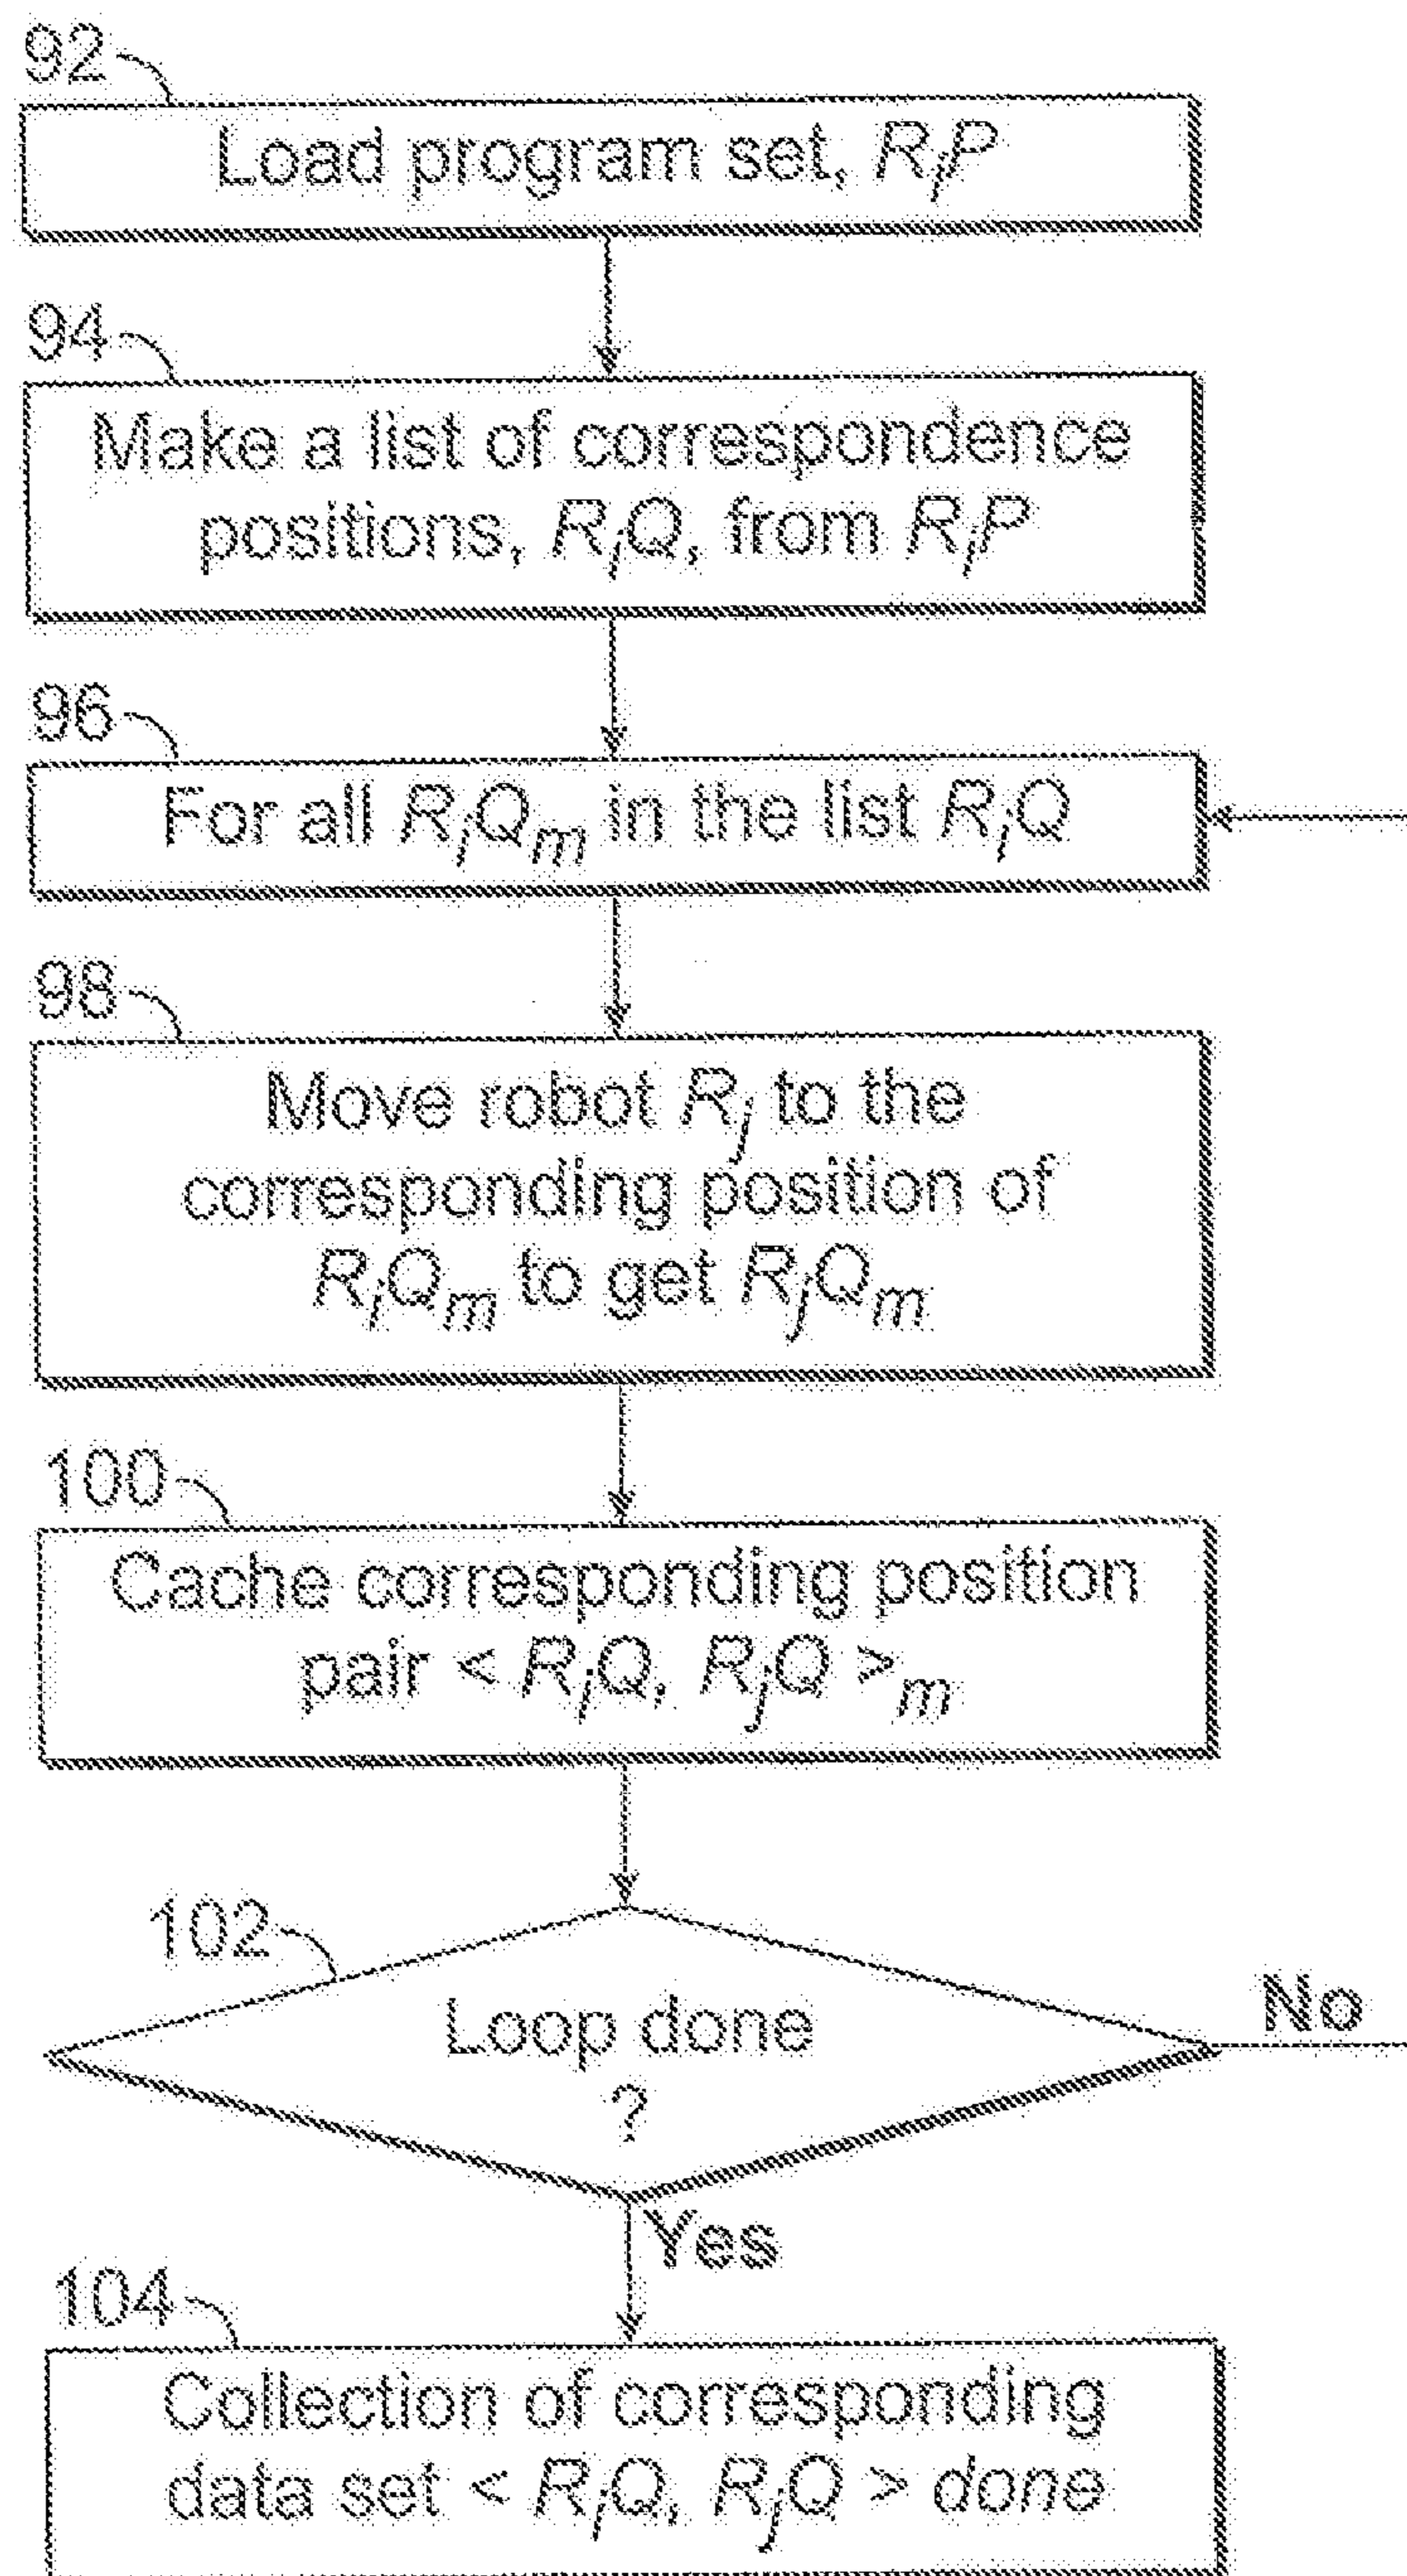 92
Load program set, RᵢP
94
Make a list of correspondence
positions, RᵢQ, from RᵢP
96
For all RᵢQₘ in the list RᵢQ
98
Move robot Rⱼ to the
corresponding position of
RᵢQₘ to get RⱼQₘ
100
Cache corresponding position
pair < RᵢQ, RⱼQ >ₘ
102
Loop done
?
No
Yes
104
Collection of corresponding
data set < RᵢQ, RⱼQ > done